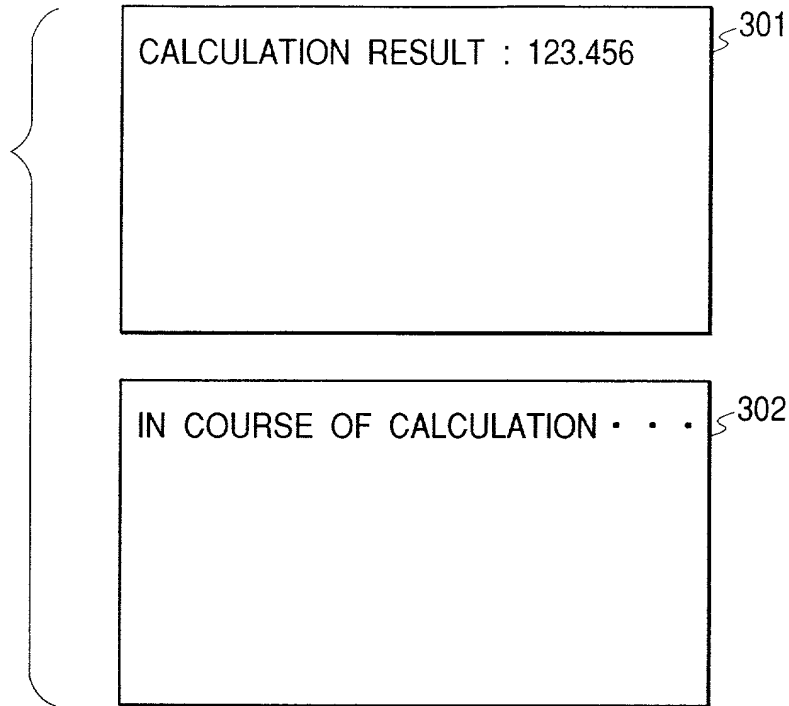 CALCULATION RESULT : 123.456
301
IN COURSE OF CALCULATION · · ·
302